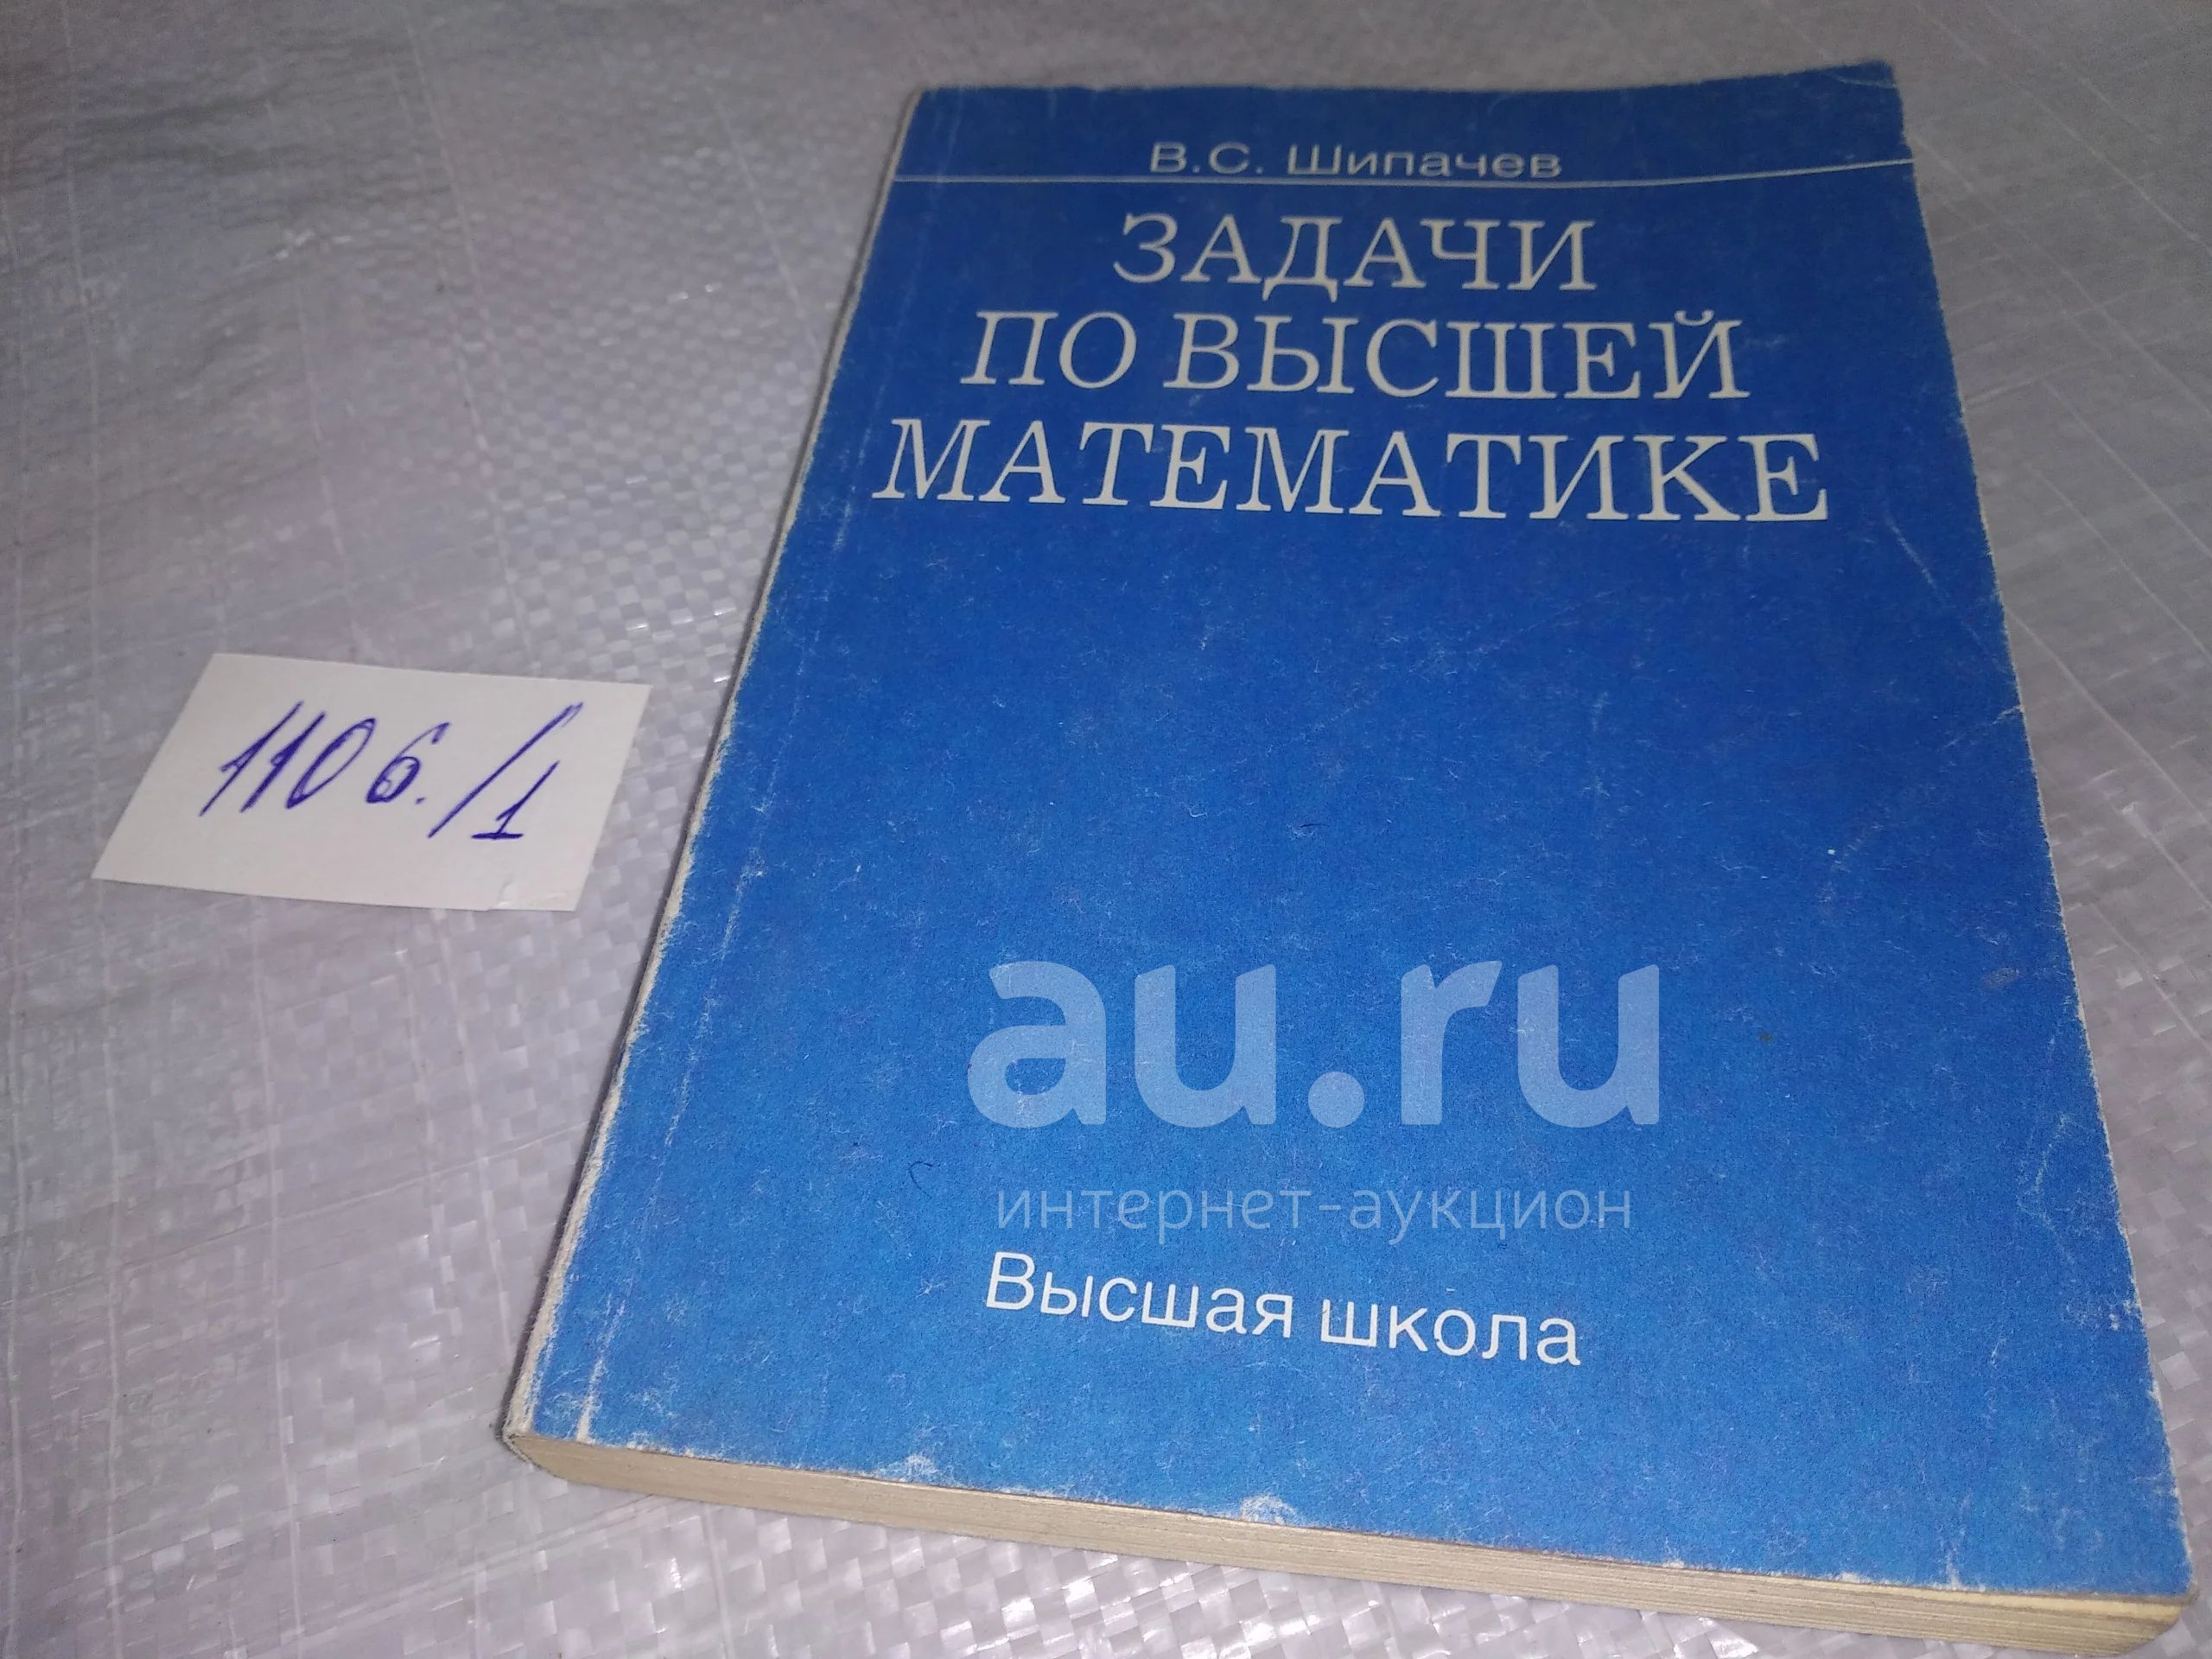 В.С. Шипачев
ЗАДАЧИ
ПО ВЫСШЕЙ
МАТЕМАТИКЕ
1106./1
au.ru
интернет-аукцион
Высшая школа